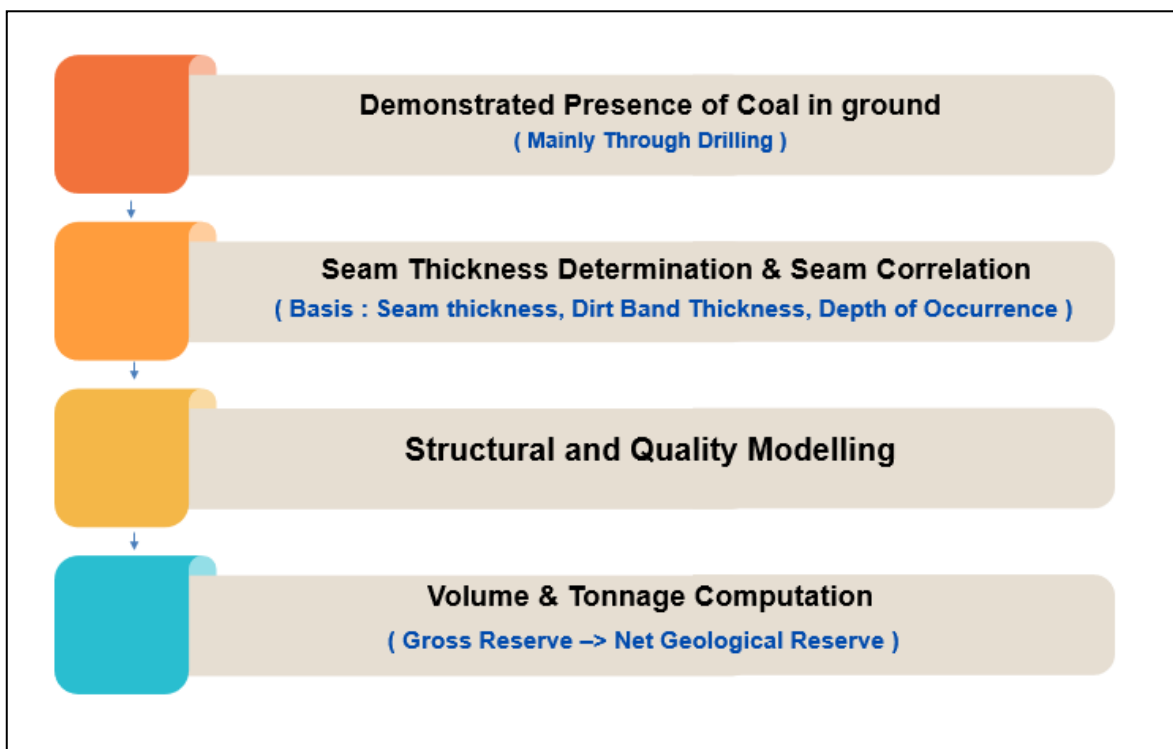 Demonstrated Presence of Coal in ground
( Mainly Through Drilling )
Seam Thickness Determination & Seam Correlation
( Basis : Seam thickness, Dirt Band Thickness, Depth of Occurrence )
Structural and Quality Modelling
Volume & Tonnage Computation
( Gross Reserve –> Net Geological Reserve )